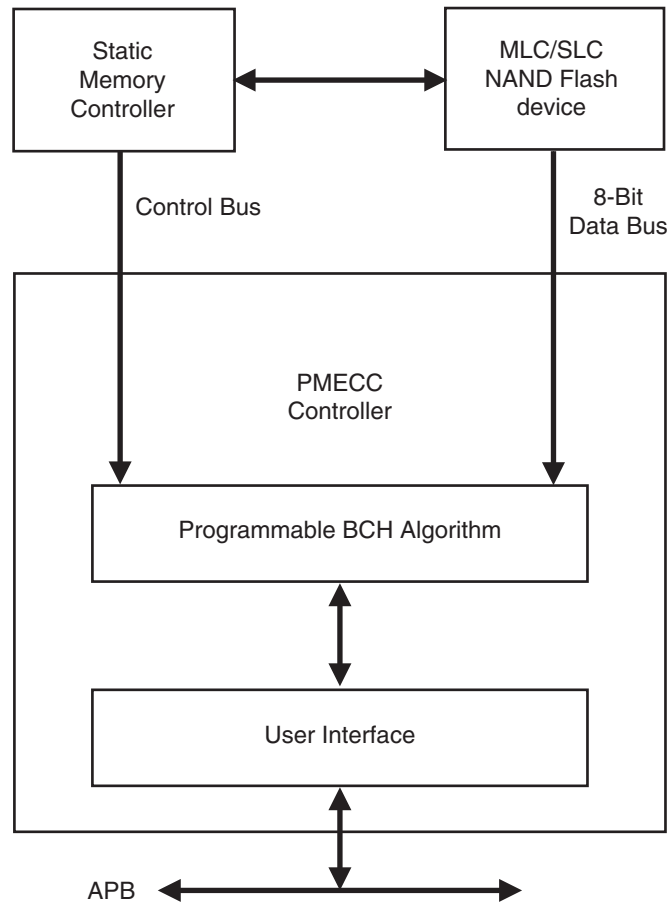 Static
Memory
Controller
MLC/SLC
NAND Flash
device
Control Bus
8-Bit
Data Bus
PMECC
Controller
Programmable BCH Algorithm
User Interface
APB